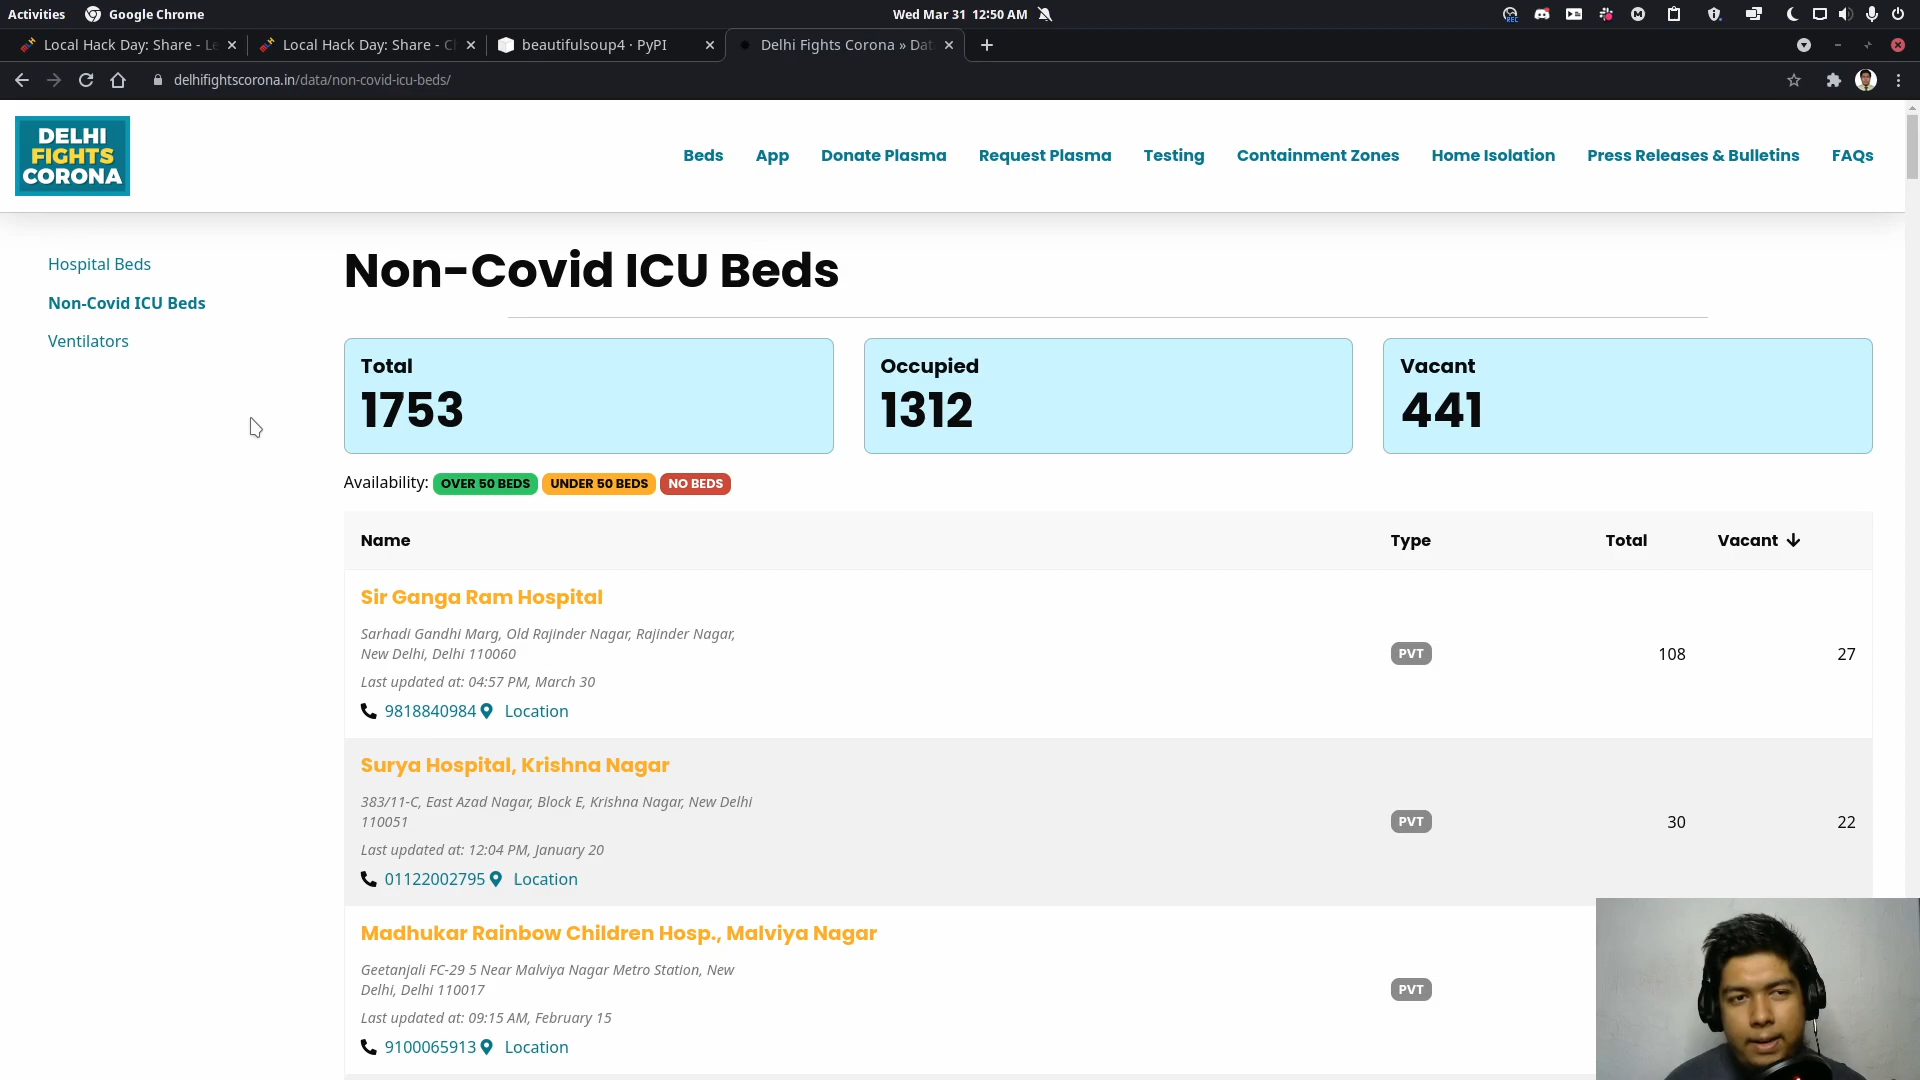 Activities
Google Chrome
Wed Mar 31 12:50 AM
Local Hack Day: Share - Le
Local Hack Day: Share - C
beautifulsoup4 · PyPI
Delhi Fights Corona » Dat
delhifightscorona.in/data/non-covid-icu-beds/
DELHI
FIGHTS
CORONA
Beds
App
Donate Plasma
Request Plasma
Testing
Containment Zones
Home Isolation
Press Releases & Bulletins
FAQs
Hospital Beds
Non-Covid ICU Beds
Ventilators
Non-Covid ICU Beds
Total
1753
Occupied
1312
Vacant
441
Availability: OVER 50 BEDS UNDER 50 BEDS NO BEDS
Name Type Total Vacant
Sir Ganga Ram Hospital
Sarhadi Gandhi Marg, Old Rajinder Nagar, Rajinder Nagar,
New Delhi, Delhi 110060
Last updated at: 04:57 PM, March 30
9818840984 Location
PVT
108
27
Surya Hospital, Krishna Nagar
383/11-C, East Azad Nagar, Block E, Krishna Nagar, New Delhi
110051
Last updated at: 12:04 PM, January 20
01122002795 Location
PVT
30
22
Madhukar Rainbow Children Hosp., Malviya Nagar
Geetanjali FC-29 5 Near Malviya Nagar Metro Station, New
Delhi, Delhi 110017
Last updated at: 09:15 AM, February 15
9100065913 Location
PVT